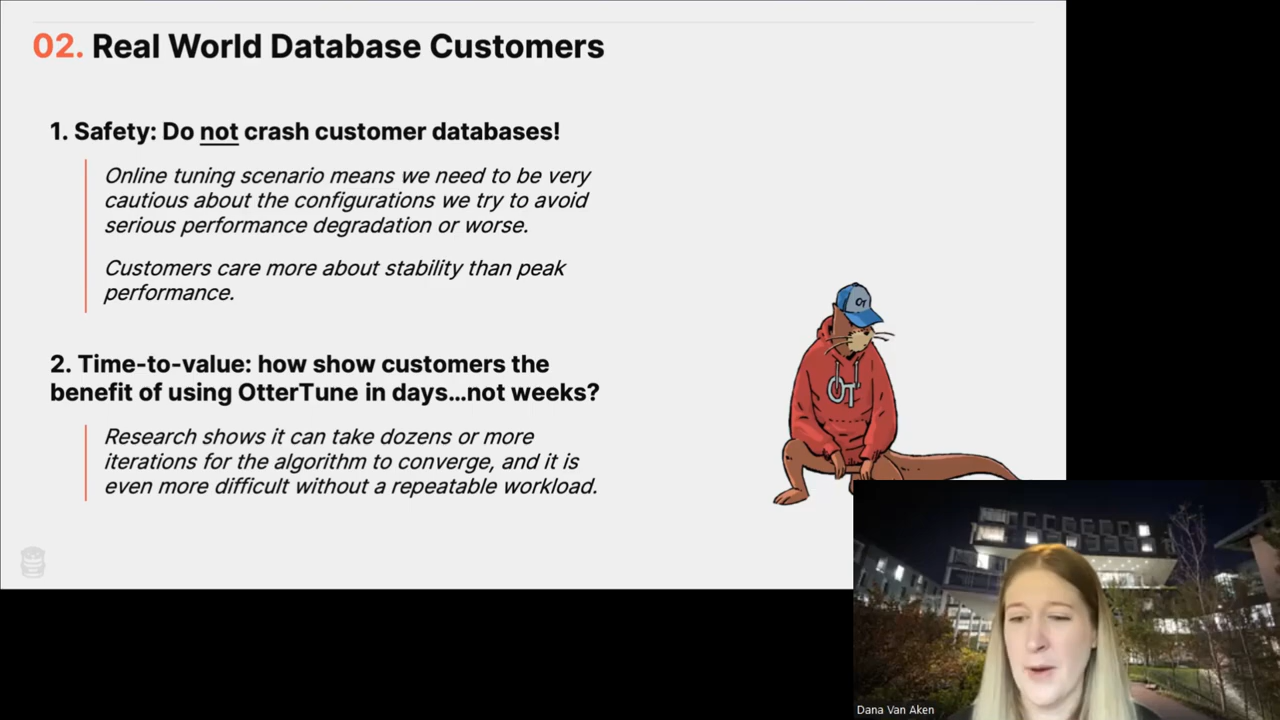 02. Real World Database Customers
1. Safety: Do not crash customer databases!
Online tuning scenario means we need to be very
cautious about the configurations we try to avoid
serious performance degradation or worse.
Customers care more about stability than peak
performance.
OT
OT
2. Time-to-value: how show customers the
benefit of using OtterTune in days...not weeks?
Research shows it can take dozens or more
iterations for the algorithm to converge, and it is
even more difficult without a repeatable workload.
Dana Van Aken